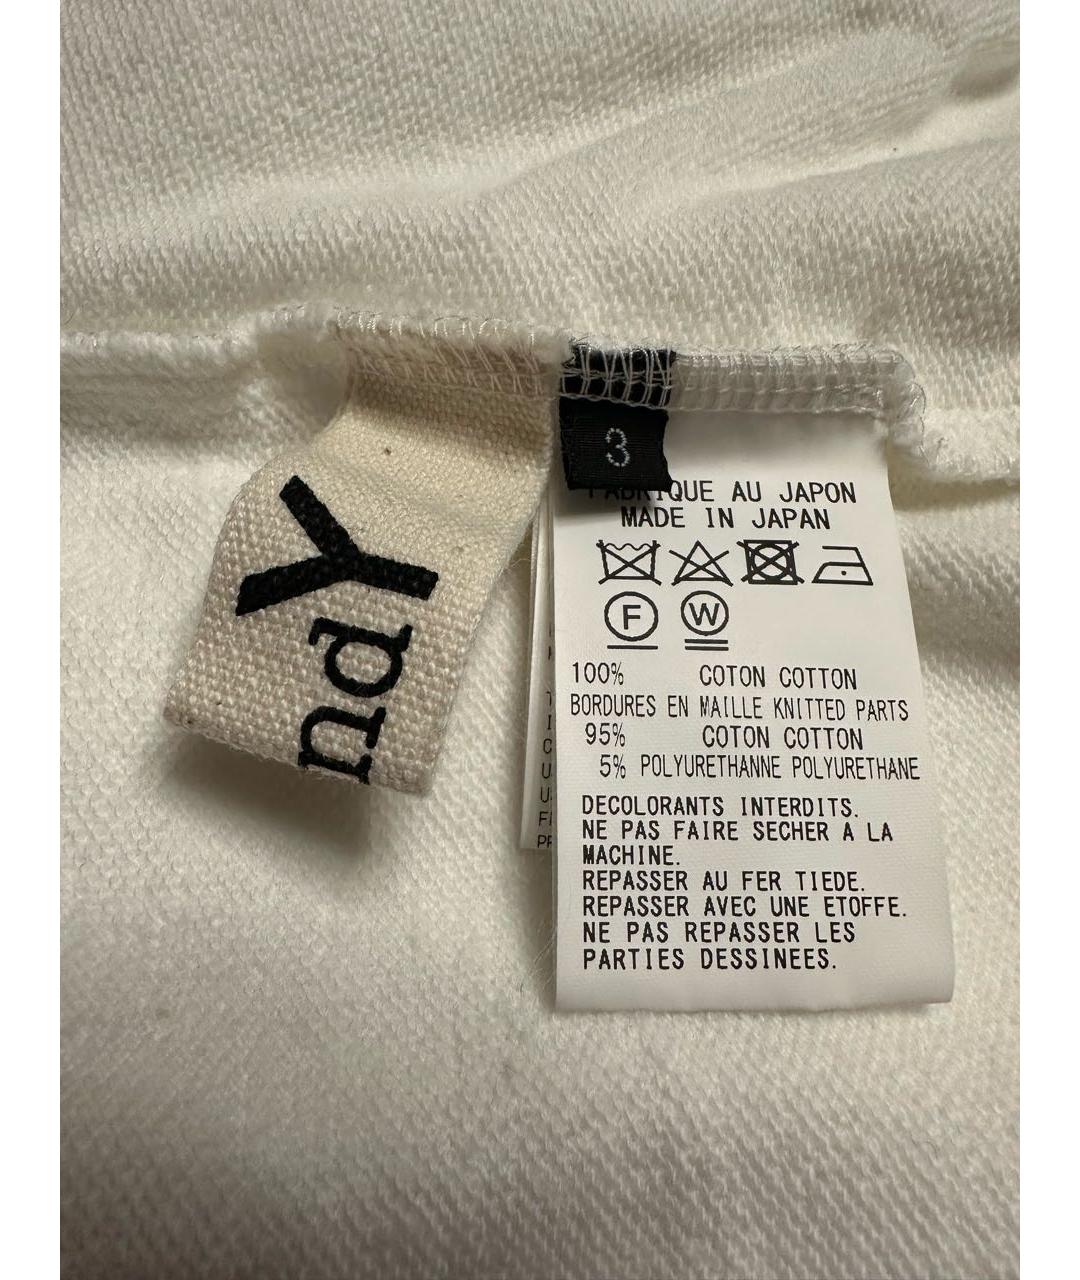 ndY
3
FABRIQUE AU JAPON
MADE IN JAPAN
F W
100% COTON COTTON
BORDURES EN MAILLE KNITTED PARTS
95% COTON COTTON
5% POLYURETHANNE POLYURETHANE
DECOLORANTS INTERDITS.
NE PAS FAIRE SECHER A LA
MACHINE.
REPASSER AU FER TIEDE.
REPASSER AVEC UNE ETOFFE.
NE PAS REPASSER LES
PARTIES DESSINEES.